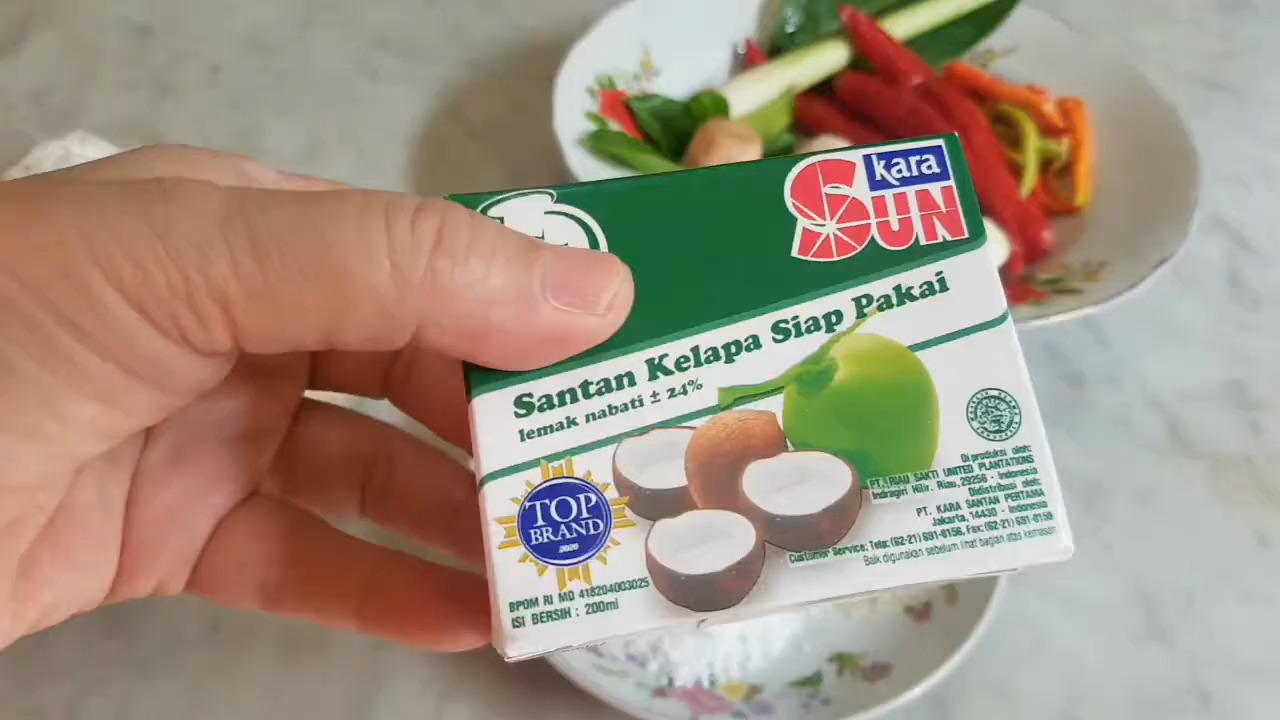 kara
SUN
Santan Kelapa Siap Pakai
lemak nabati ± 24%
TOP
BRAND
2020
Di produksi oleh:
PT. RIAU SAKTI UNITED PLANTATIONS
Indragiri Hilir. Riau, 29256 - Indonesia
Didistribusi oleh:
PT. KARA SANTAN PERTAMA
Jakarta, 14430 - Indonesia
Customer Service: Telp: (62-21) 691-8156, Fax: (62-21) 691-8156
Baik digunakan sebelum lihat bagian atas kemasan
BPOM RI MD 418204003025
ISI BERSIH : 200ml